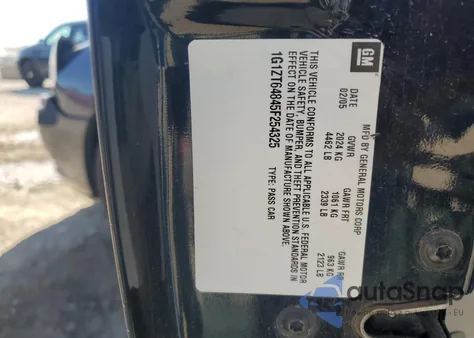 GM
MFD BY GENERAL MOTORS CORP
DATE GVWR GAWR FRT GAWR RR
02/05 2024 KG 1061 KG 963 KG
4462 LB 2339 LB 2123 LB
THIS VEHICLE CONFORMS TO ALL APPLICABLE U.S. FEDERAL MOTOR
VEHICLE SAFETY, BUMPER, AND THEFT PREVENTION STANDARDS IN
EFFECT ON THE DATE OF MANUFACTURE SHOWN ABOVE.
1G1ZT64845F254325 TYPE: PASS CAR
autoSnap
.EU